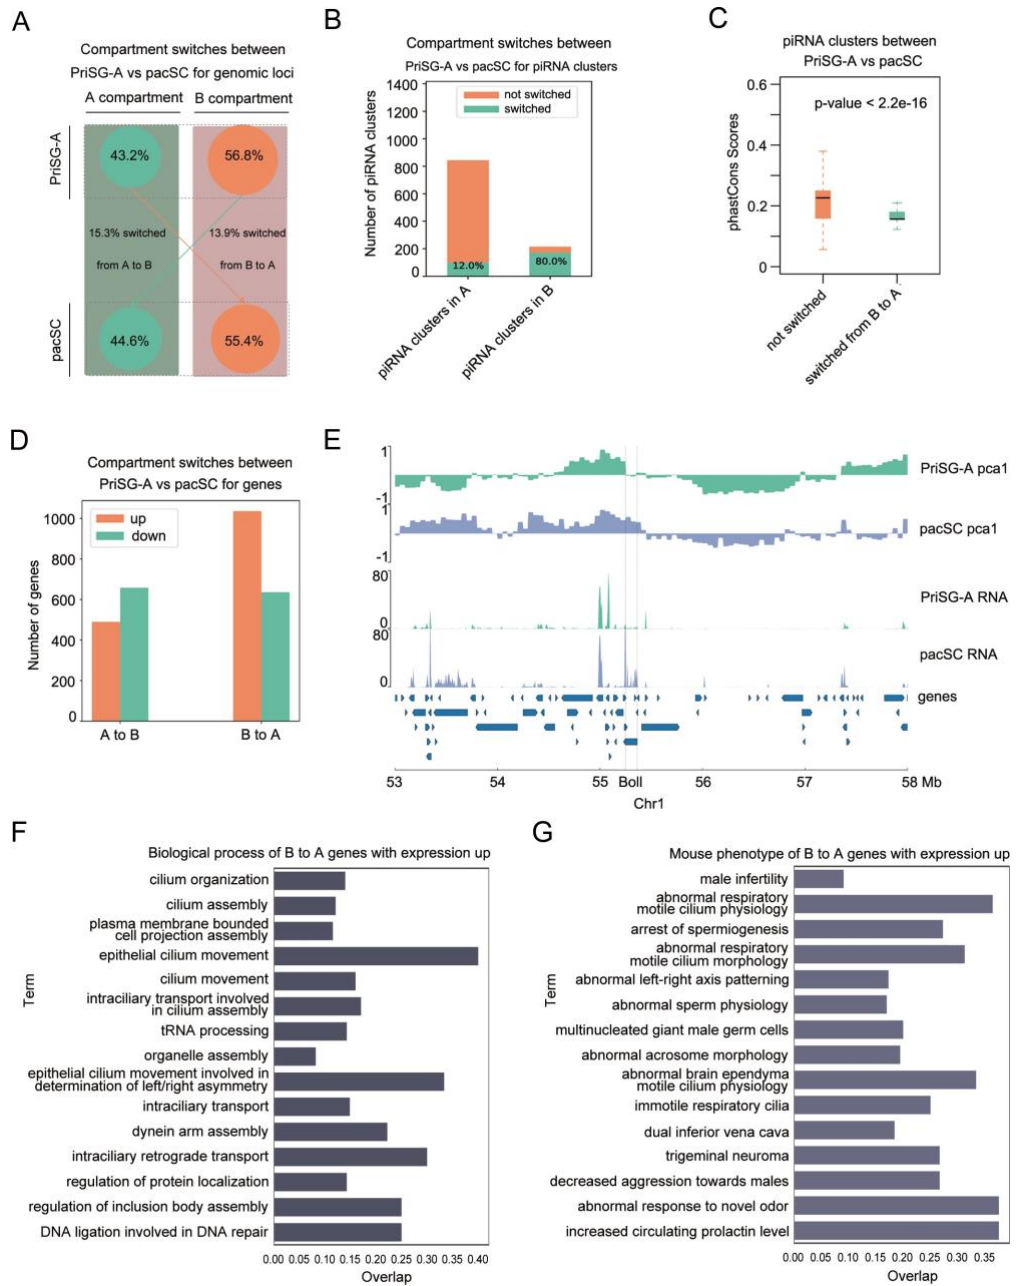 A
Compartment switches between
PriSG-A vs pacSC for genomic loci
A compartment B compartment
PriSG-A
43.2% 56.8%
15.3% switched 13.9% switched
from A to B from B to A
pacSC
44.6% 55.4%
B
Compartment switches between
PriSG-A vs pacSC for piRNA clusters
Number of piRNA clusters
1400
1200
1000
800
600
400
200
0
not switched
switched
12.0%
80.0%
piRNA clusters in A
piRNA clusters in B
C
piRNA clusters between
PriSG-A vs pacSC
phastCons Scores
0.6
0.4
0.2
0
p-value < 2.2e-16
not switched
switched from B to A
D
Compartment switches between
PriSG-A vs pacSC for genes
Number of genes
1000
800
600
400
200
0
up
down
A to B B to A
E
1
-1
PriSG-A pca1
1
-1
pacSC pca1
80
0
PriSG-A RNA
80
0
pacSC RNA
genes
53 54 55 Boll 56 57 58 Mb
Chr1
F
Biological process of B to A genes with expression up
Term
cilium organization
cilium assembly
plasma membrane bounded
cell projection assembly
epithelial cilium movement
cilium movement
intraciliary transport involved
in cilium assembly
tRNA processing
organelle assembly
epithelial cilium movement involved in
determination of left/right asymmetry
intraciliary transport
dynein arm assembly
intraciliary retrograde transport
regulation of protein localization
regulation of inclusion body assembly
DNA ligation involved in DNA repair
0.00 0.05 0.10 0.15 0.20 0.25 0.30 0.35 0.40
Overlap
G
Mouse phenotype of B to A genes with expression up
Term
male infertility
abnormal respiratory
motile cilium physiology
arrest of spermiogenesis
abnormal respiratory
motile cilium morphology
abnormal left-right axis patterning
abnormal sperm physiology
multinucleated giant male germ cells
abnormal acrosome morphology
abnormal brain ependyma
motile cilium physiology
immotile respiratory cilia
dual inferior vena cava
trigeminal neuroma
decreased aggression towards males
abnormal response to novel odor
increased circulating prolactin level
0.00 0.05 0.10 0.15 0.20 0.25 0.30 0.35
Overlap